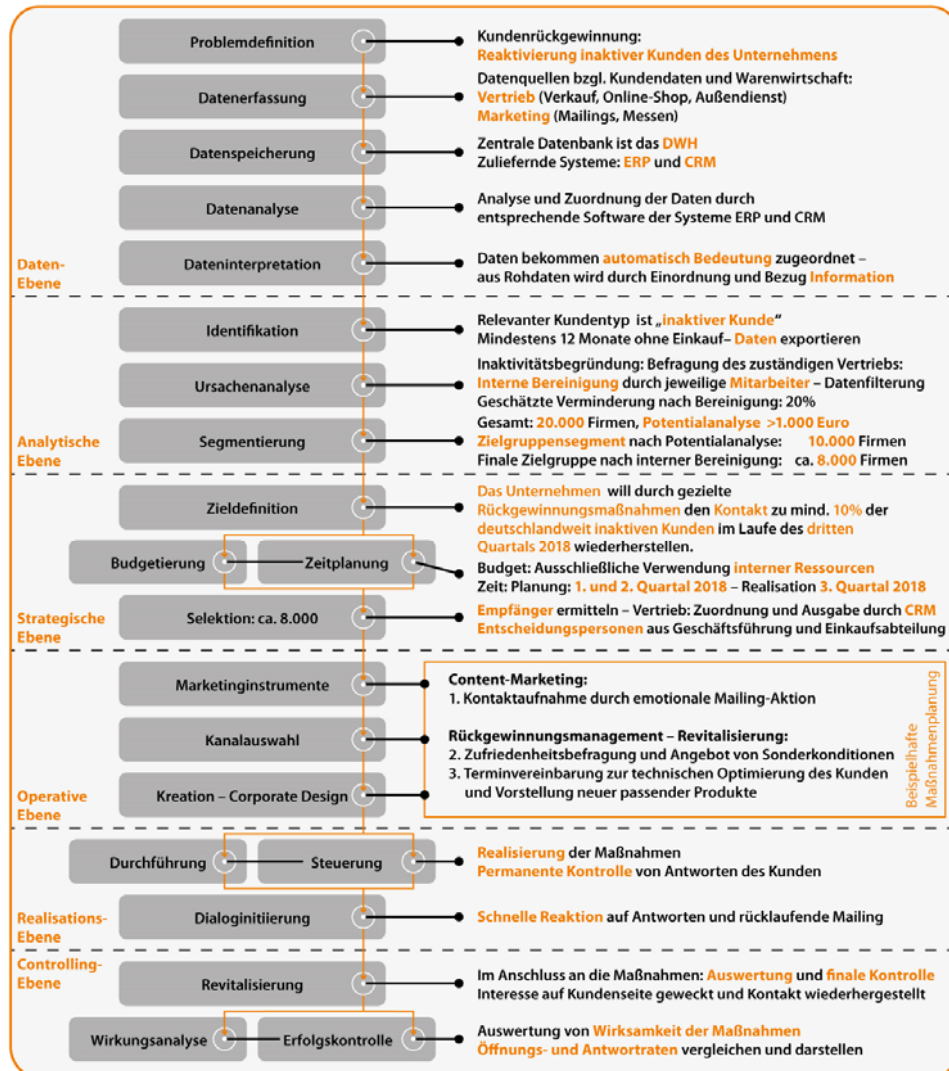 Problemdefinition
Kundenrückgewinnung:
Reaktivierung inaktiver Kunden des Unternehmens
Datenerfassung
Datenquellen bzgl. Kundendaten und Warenwirtschaft:
Vertrieb (Verkauf, Online-Shop, Außendienst)
Marketing (Mailings, Messen)
Datenspeicherung
Zentrale Datenbank ist das DWH
Zuliefernde Systeme: ERP und CRM
Datenanalyse
Analyse und Zuordnung der Daten durch
entsprechende Software der Systeme ERP und CRM
Daten-
Ebene
Dateninterpretation
Daten bekommen automatisch Bedeutung zugeordnet –
aus Rohdaten wird durch Einordnung und Bezug Information
Identifikation
Relevanter Kundentyp ist „inaktiver Kunde“
Mindestens 12 Monate ohne Einkauf– Daten exportieren
Ursachenanalyse
Inaktivitätsbegründung: Befragung des zuständigen Vertriebs:
Interne Bereinigung durch jeweilige Mitarbeiter – Datenfilterung
Geschätzte Verminderung nach Bereinigung: 20%
Analytische
Ebene
Segmentierung
Gesamt: 20.000 Firmen, Potentialanalyse >1.000 Euro
Zielgruppensegment nach Potentialanalyse: 10.000 Firmen
Finale Zielgruppe nach interner Bereinigung: ca. 8.000 Firmen
Zieldefinition
Das Unternehmen will durch gezielte
Rückgewinnungsmaßnahmen den Kontakt zu mind. 10% der
deutschlandweit inaktiven Kunden im Laufe des dritten
Quartals 2018 wiederherstellen.
Budgetierung
Zeitplanung
Budget: Ausschließliche Verwendung interner Ressourcen
Zeit: Planung: 1. und 2. Quartal 2018 – Realisation 3. Quartal 2018
Strategische
Ebene
Selektion: ca. 8.000
Empfänger ermitteln – Vertrieb: Zuordnung und Ausgabe durch CRM
Entscheidungspersonen aus Geschäftsführung und Einkaufsabteilung
Marketinginstrumente
Content-Marketing:
1. Kontaktaufnahme durch emotionale Mailing-Aktion
Kanalauswahl
Rückgewinnungsmanagement – Revitalisierung:
2. Zufriedenheitsbefragung und Angebot von Sonderkonditionen
3. Terminvereinbarung zur technischen Optimierung des Kunden
und Vorstellung neuer passender Produkte
Beispielhafte
Maßnahmenplanung
Operative
Ebene
Kreation – Corporate Design
Durchführung
Steuerung
Realisierung der Maßnahmen
Permanente Kontrolle von Antworten des Kunden
Realisations-
Ebene
Dialoginitiierung
Schnelle Reaktion auf Antworten und rücklaufende Mailing
Controlling-
Ebene
Revitalisierung
Im Anschluss an die Maßnahmen: Auswertung und finale Kontrolle
Interesse auf Kundenseite geweckt und Kontakt wiederhergestellt
Wirkungsanalyse
Erfolgskontrolle
Auswertung von Wirksamkeit der Maßnahmen
Öffnungs- und Antwortraten vergleichen und darstellen